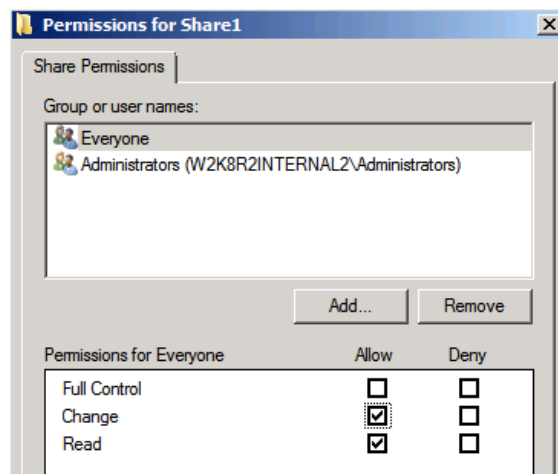 Permissions for Share1
Share Permissions
Group or user names:
Everyone
Administrators (W2K8R2INTERNAL2\Administrators)
Add... Remove
Permissions for Everyone Allow Deny
Full Control
Change
Read